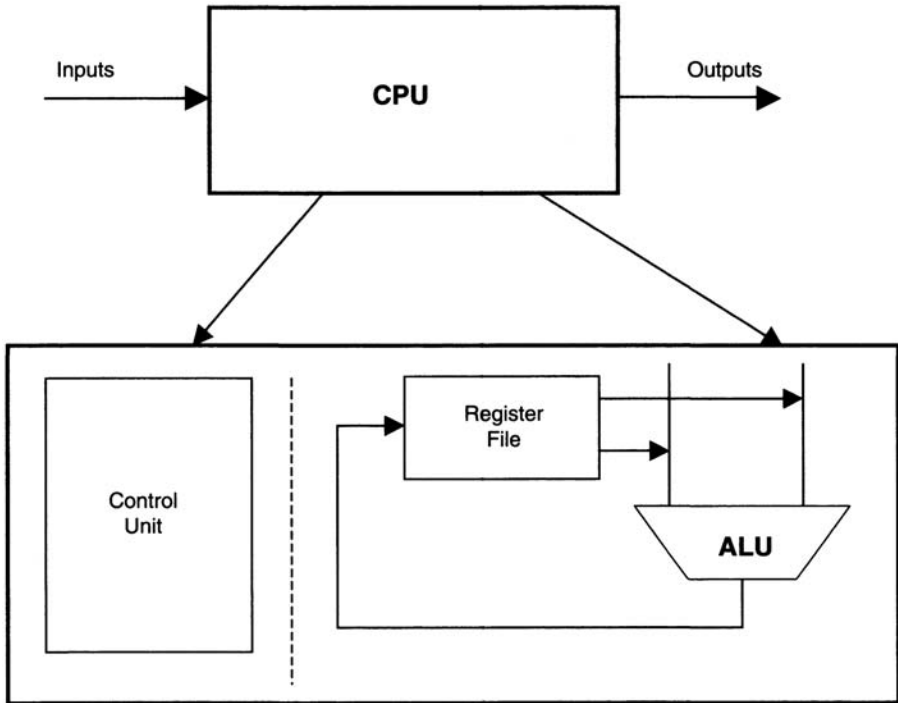 Inputs
CPU
Outputs
Register
File
Control
Unit
ALU